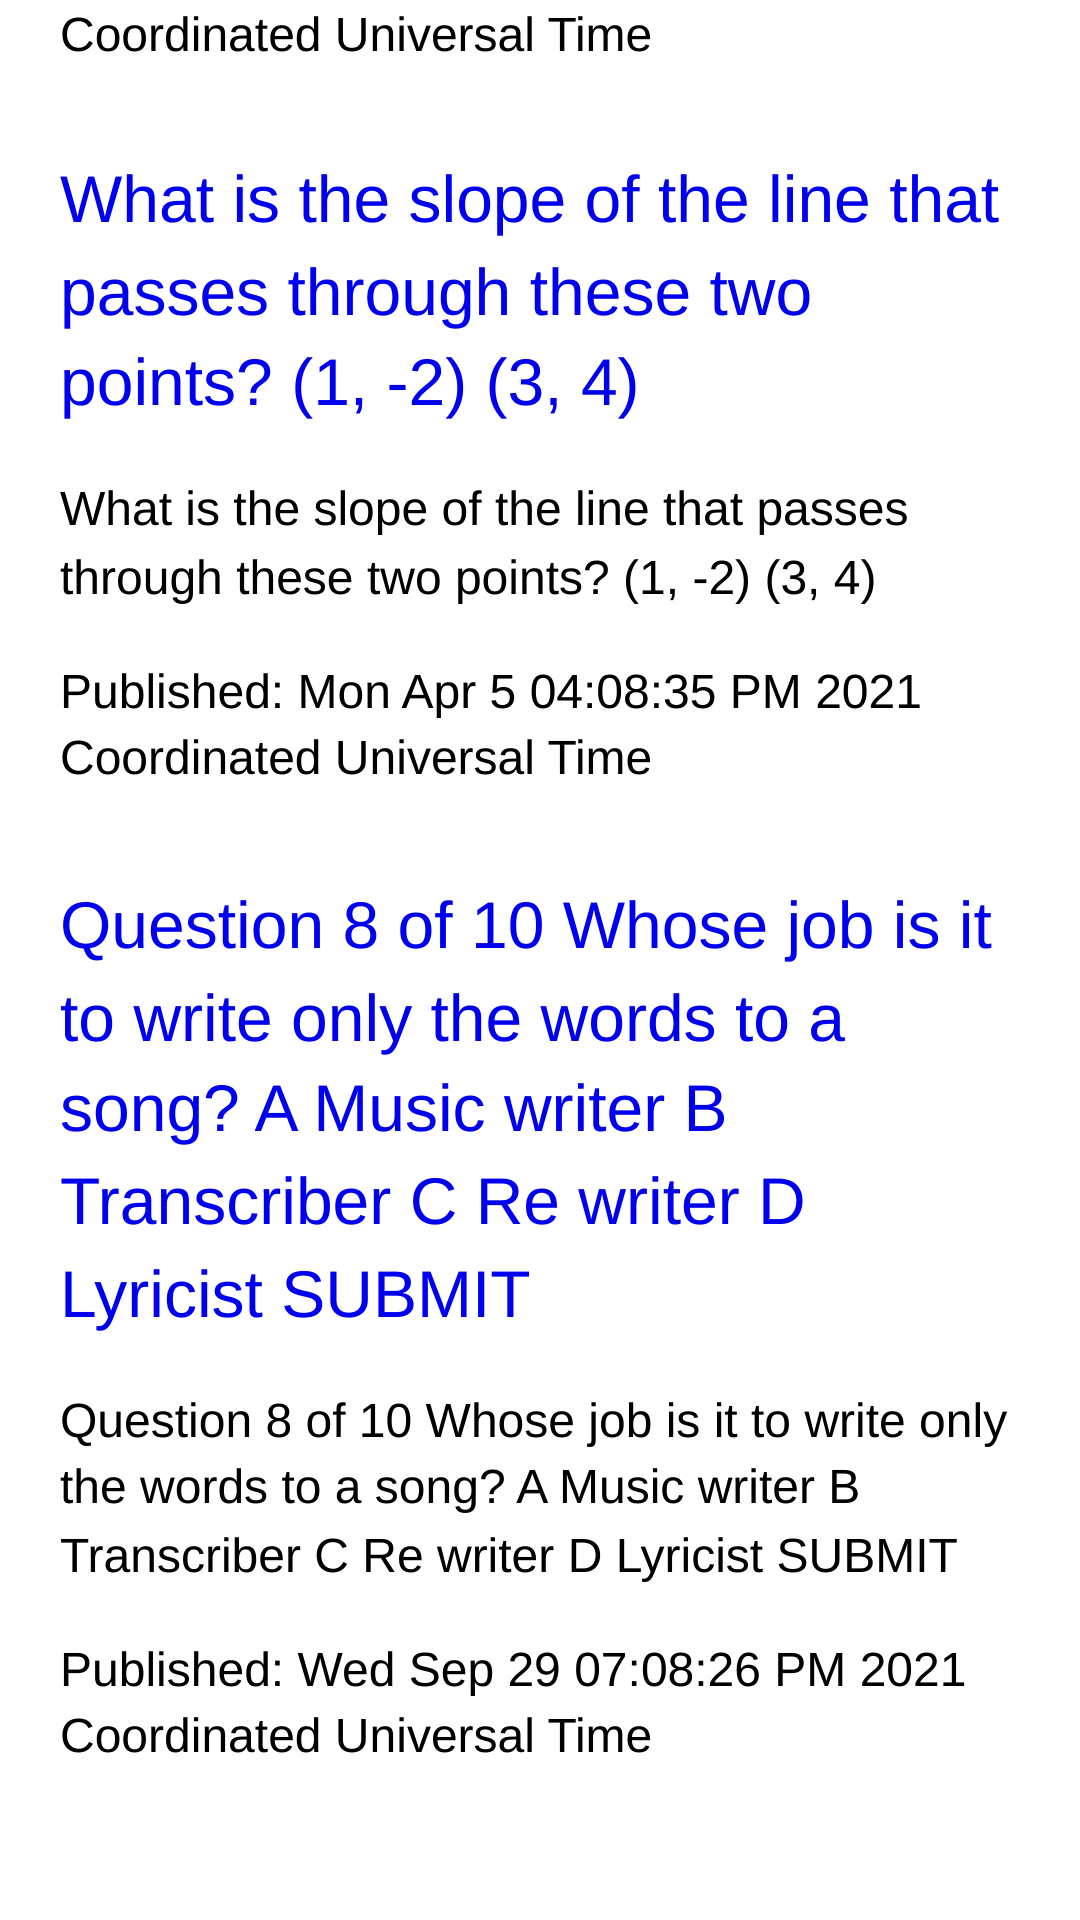 Coordinated Universal Time
What is the slope of the line that
passes through these two
points? (1, -2) (3, 4)
What is the slope of the line that passes
through these two points? (1, -2) (3, 4)
Published: Mon Apr 5 04:08:35 PM 2021
Coordinated Universal Time
Question 8 of 10 Whose job is it
to write only the words to a
song? A Music writer B
Transcriber C Re writer D
Lyricist SUBMIT
Question 8 of 10 Whose job is it to write only
the words to a song? A Music writer B
Transcriber C Re writer D Lyricist SUBMIT
Published: Wed Sep 29 07:08:26 PM 2021
Coordinated Universal Time